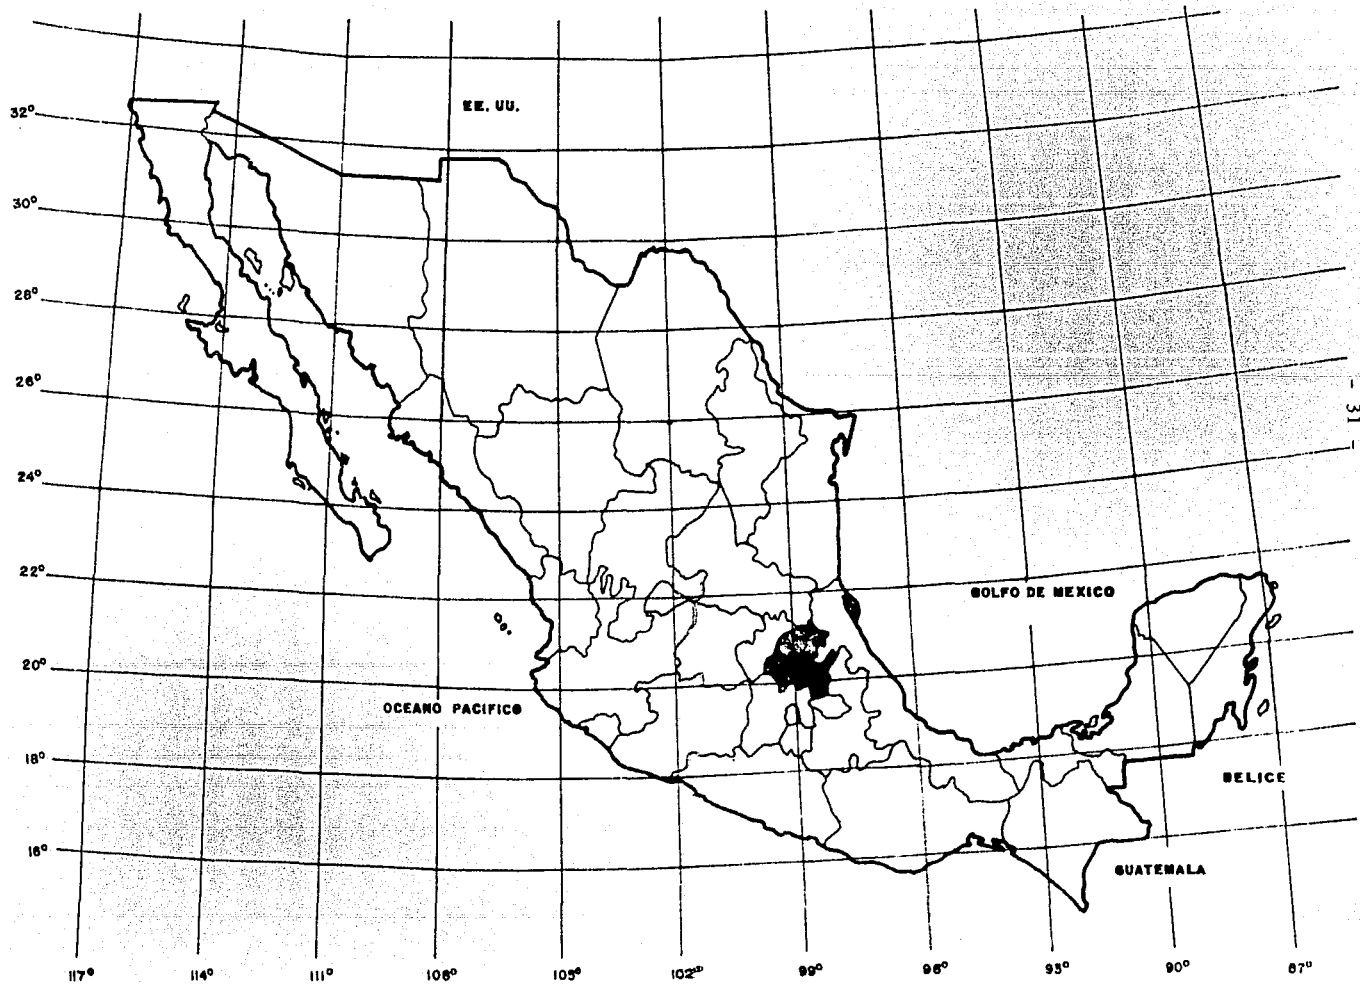 EE. UU.
32°
30°
28°
26°
24°
22°
20°
18°
16°
- 31 -
GOLFO DE MEXICO
OCEANO PACIFICO
BELICE
GUATEMALA
117° 114° 111° 108° 105° 102° 99° 96° 93° 90° 87°